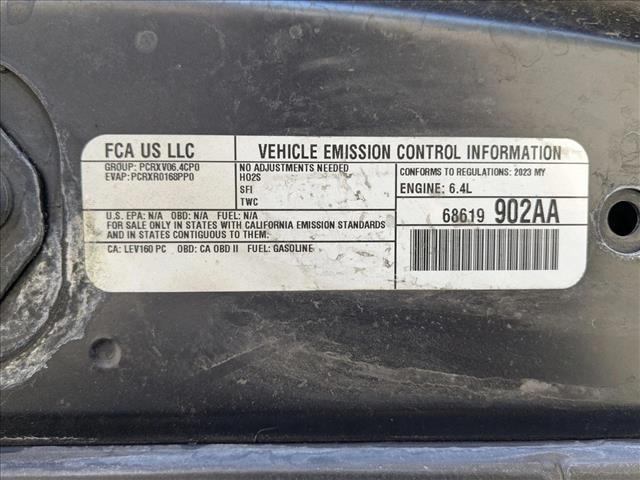 FCA US LLC
VEHICLE EMISSION CONTROL INFORMATION
GROUP: PCRXV06.4CP0
EVAP: PCRXR0168PP0
NO ADJUSTMENTS NEEDED
HO2S
SFI
TWC
CONFORMS TO REGULATIONS: 2023 MY
ENGINE: 6.4L
U.S. EPA: N/A OBD: N/A FUEL: N/A
FOR SALE ONLY IN STATES WITH CALIFORNIA EMISSION STANDARDS
AND IN STATES CONTIGUOUS TO THEM.
68619 902AA
CA: LEV160 PC OBD: CA OBD II FUEL: GASOLINE